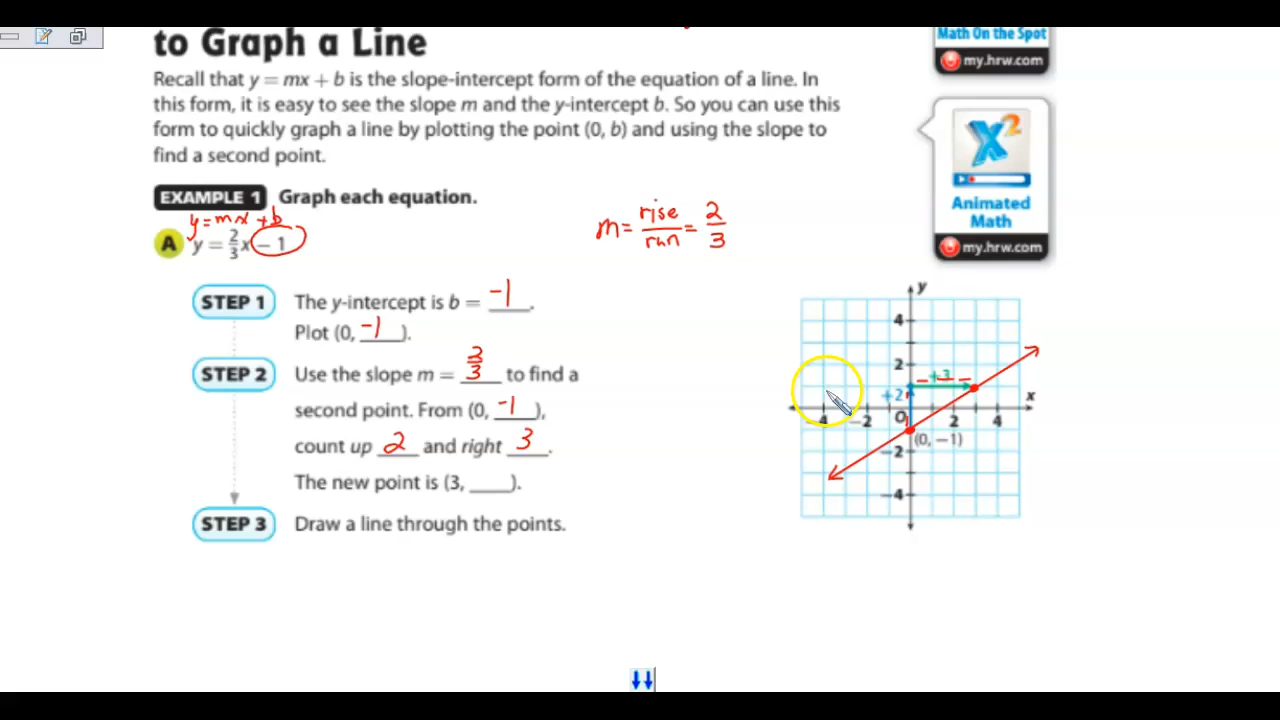 to Graph a Line
Recall that y = mx + b is the slope-intercept form of the equation of a line. In
this form, it is easy to see the slope m and the y-intercept b. So you can use this
form to quickly graph a line by plotting the point (0, b) and using the slope to
find a second point.
Math On the Spot
my.hrw.com
X²
Animated
Math
my.hrw.com
EXAMPLE 1 Graph each equation.
y = mx + b
A y = 2/3 x − 1
m = rise/run = 2/3
STEP 1 The y-intercept is b = -1.
Plot (0, -1).
STEP 2 Use the slope m = 3/3 to find a
second point. From (0, -1),
count up 2 and right 3.
The new point is (3, ____).
STEP 3 Draw a line through the points.
y
4
2
+3
+2
x
−4 −2 0 2 4
(0, −1)
−2
−4